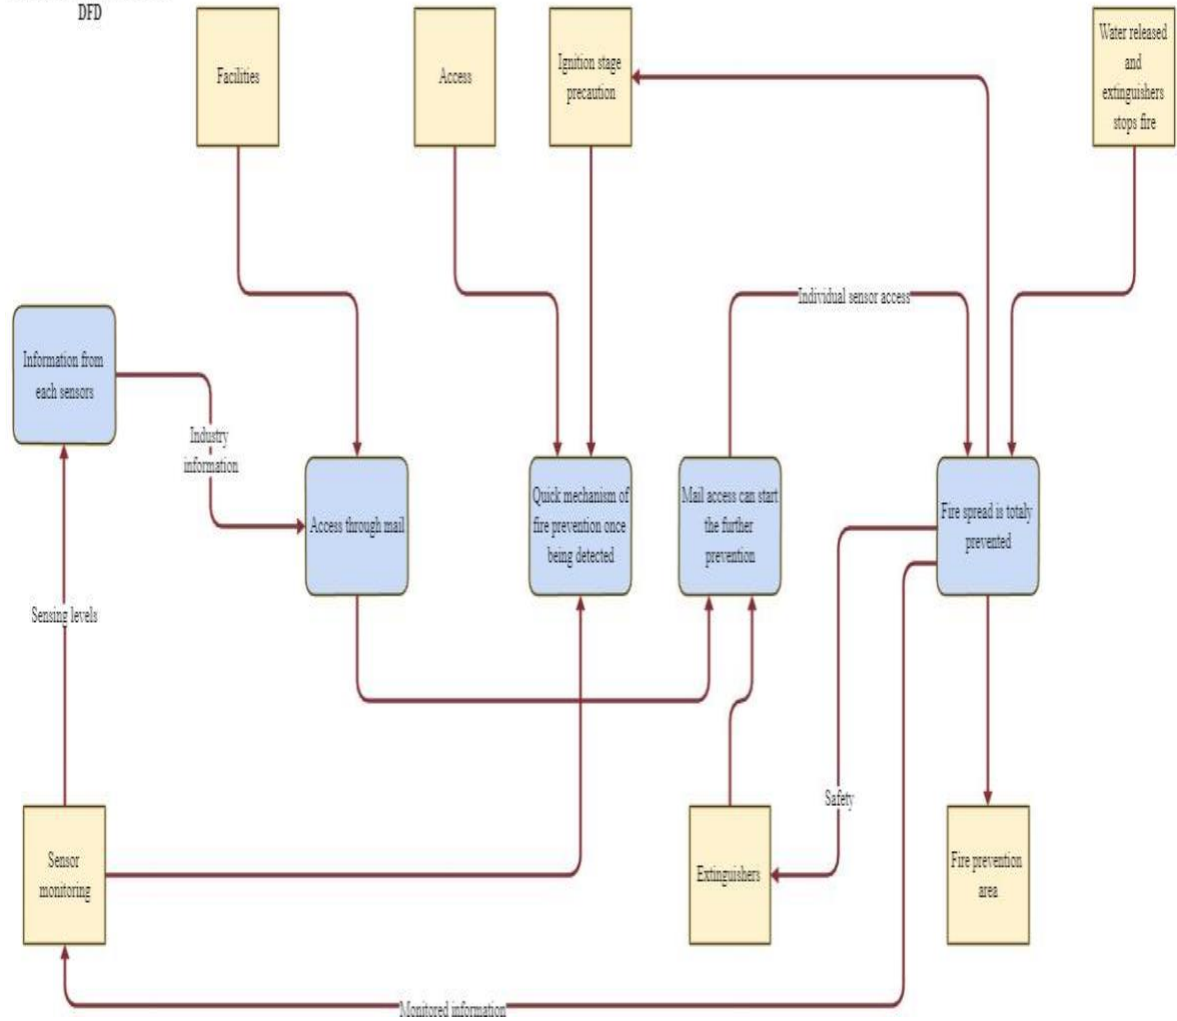 DFD
Facilities
Access
Ignition stage
precaution
Water released
and
extinguishers
stops fire
Individual sensor access
Information from
each sensors
Industry
information
Access through mail
Quick mechanism of
fire prevention once
being detected
Mail access can start
the further
prevention
Fire spread is totaly
prevented
Sensing levels
Safety
Sensor
monitoring
Extinguishers
Fire prevention
area
Monitored information